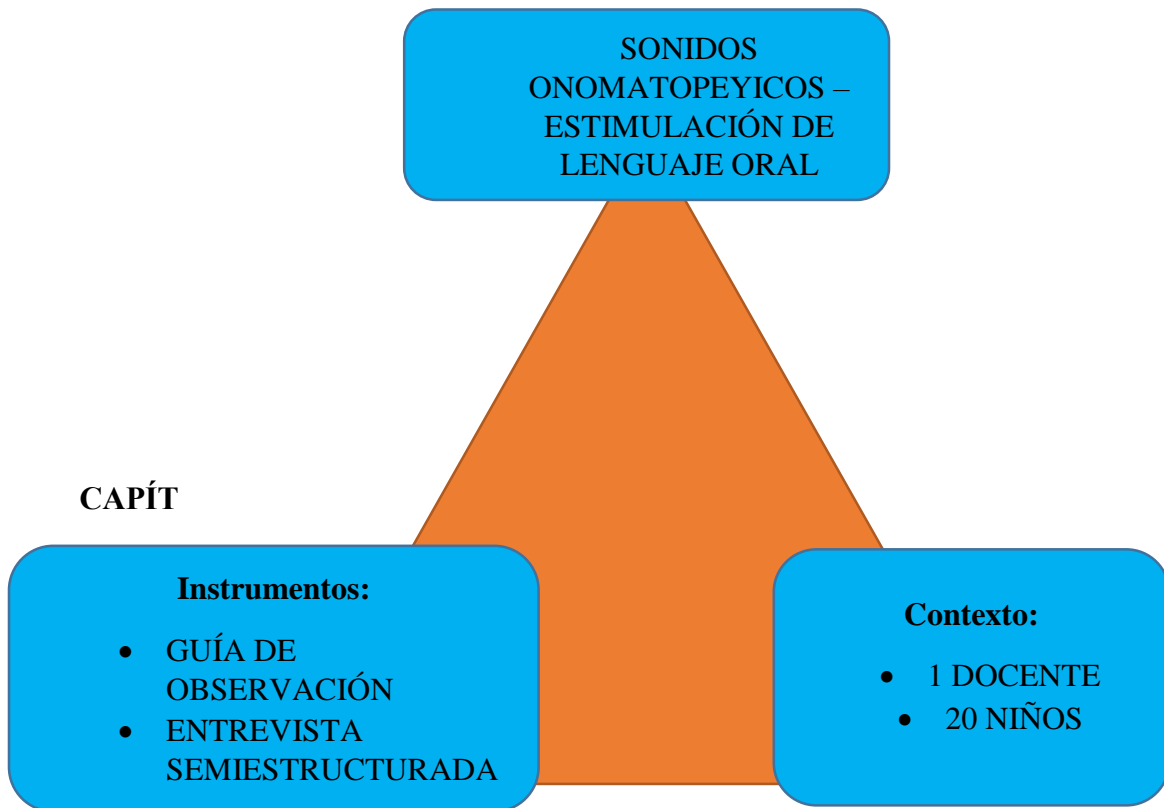 SONIDOS
ONOMATOPEYICOS –
ESTIMULACIÓN DE
LENGUAJE ORAL
CAPÍT
Instrumentos:
• GUÍA DE
OBSERVACIÓN
• ENTREVISTA
SEMIESTRUCTURADA
Contexto:
• 1 DOCENTE
• 20 NIÑOS